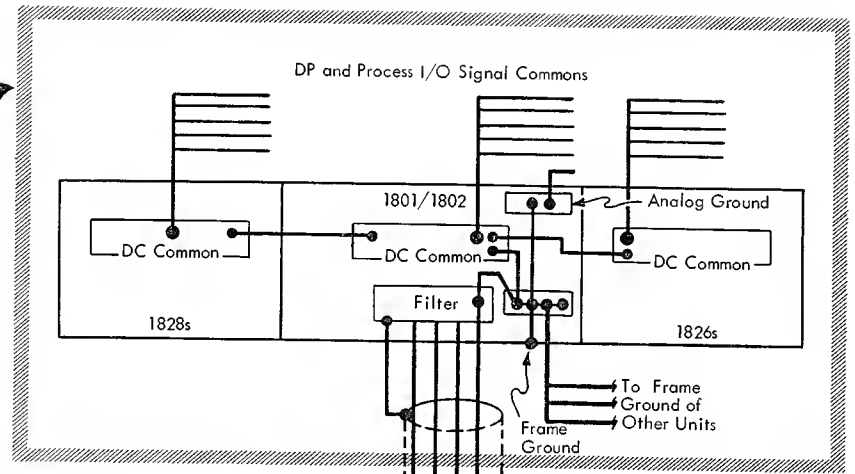 DP and Process I/O Signal Commons
1801/1802
Analog Ground
DC Common
DC Common
DC Common
Filter
1828s
1826s
To Frame
Ground of
Other Units
Frame
Ground